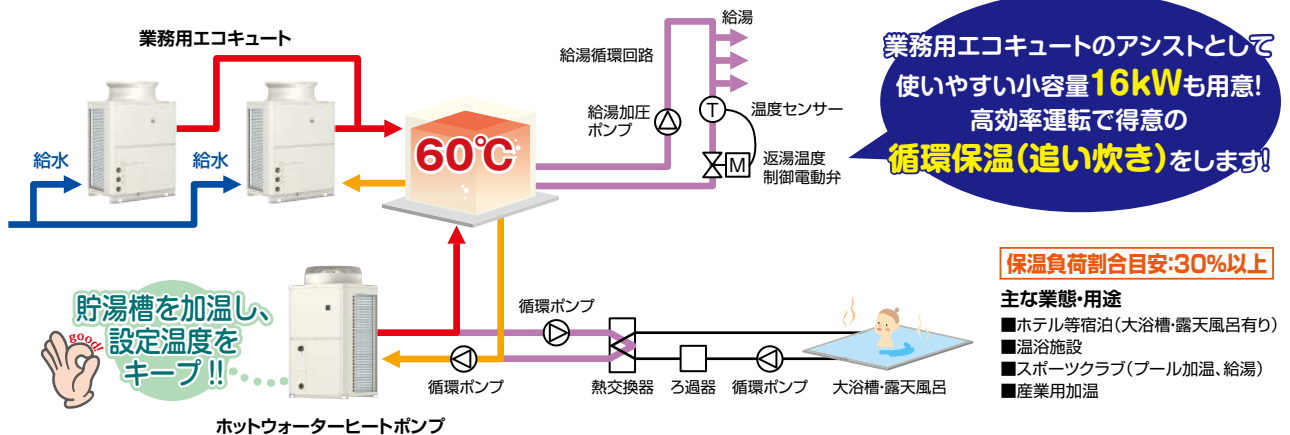 業務用エコキュート
給水
給水
60℃
給湯
給湯循環回路
給湯加圧
ポンプ
T
温度センサー
M
返湯温度
制御電動弁
業務用エコキュートのアシストとして
使いやすい小容量16kWも用意!
高効率運転で得意の
循環保温(追い炊き)をします!
貯湯槽を加温し、
設定温度を
キープ!!
good!
ホットウォーターヒートポンプ
循環ポンプ
循環ポンプ
熱交換器
ろ過器
循環ポンプ
大浴槽・露天風呂
保温負荷割合目安:30%以上
主な業態・用途
■ホテル等宿泊(大浴槽・露天風呂有り)
■温浴施設
■スポーツクラブ(プール加温、給湯)
■産業用加温